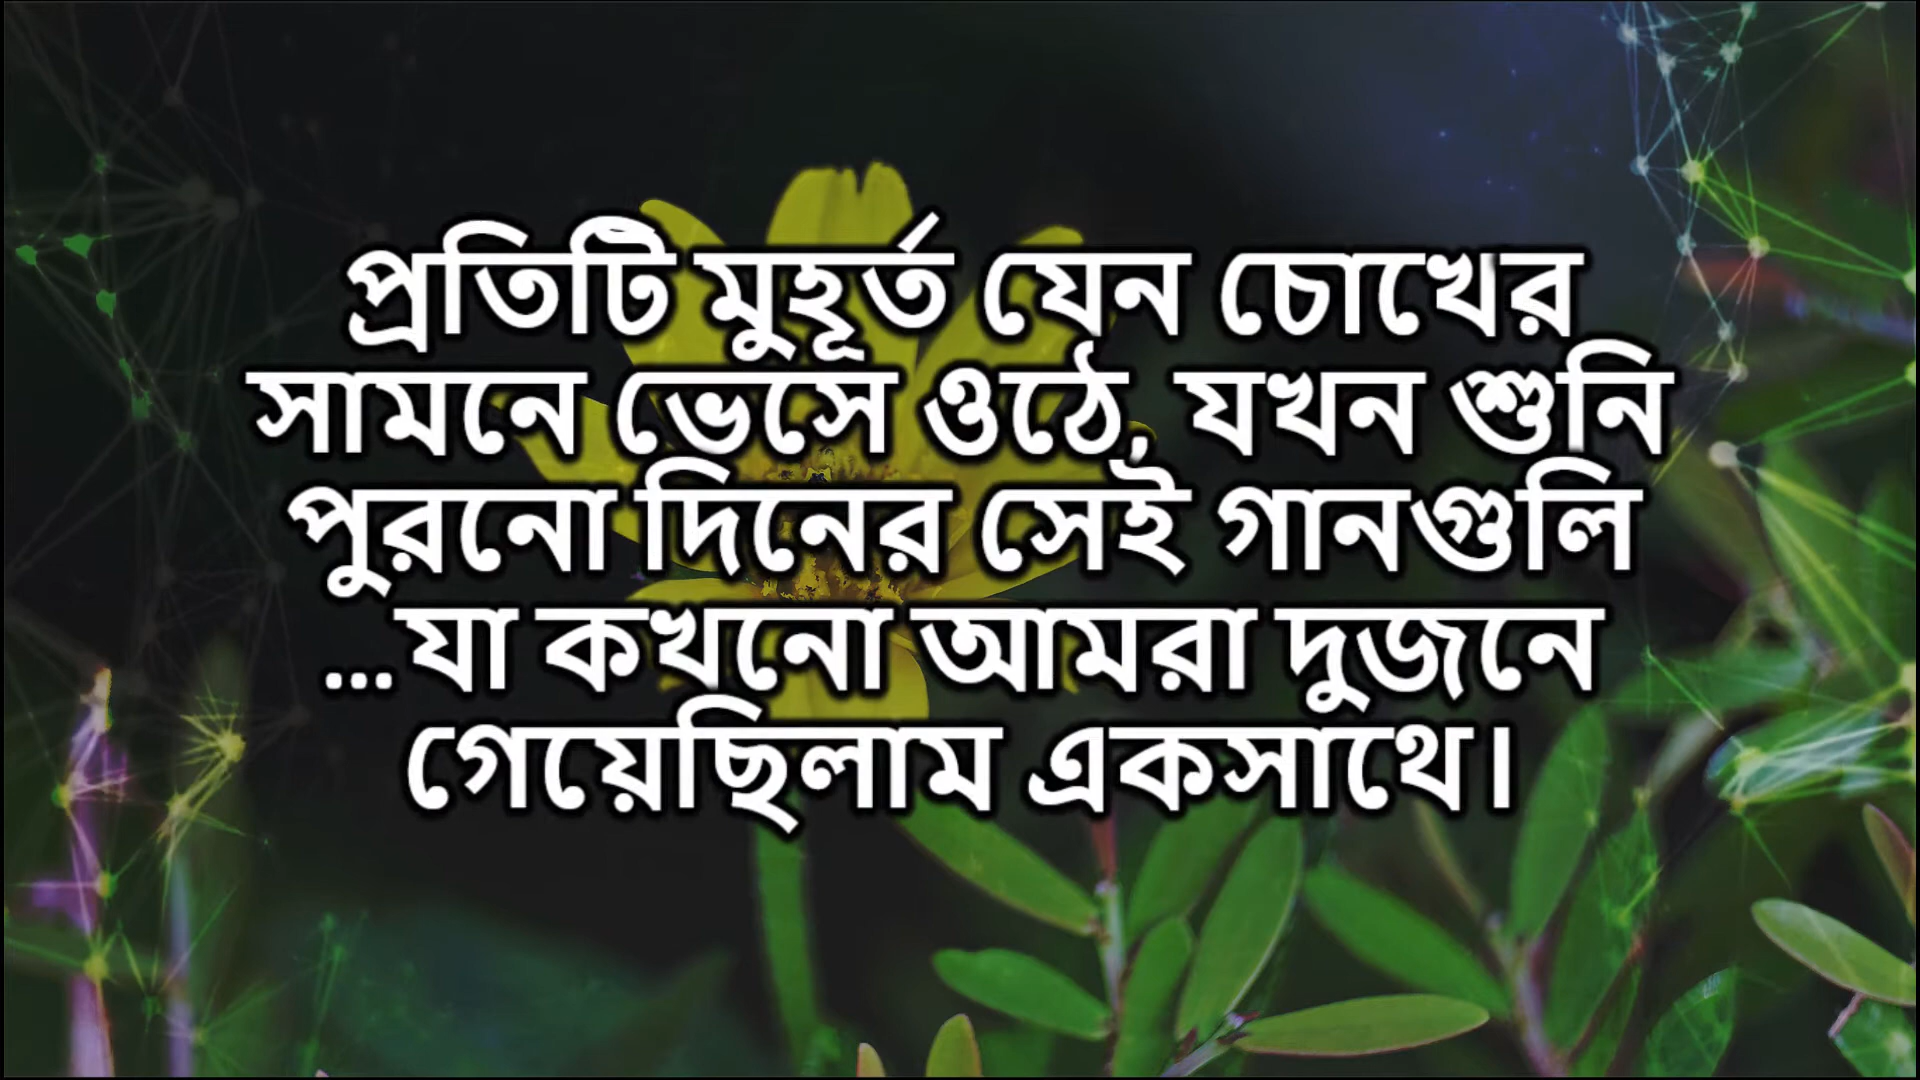 প্রতিটি মুহূর্ত যেন চোখের
সামনে ভেসে ওঠে, যখন শুনি
পুরনো দিনের সেই গানগুলি
...যা কখনো আমরা দুজনে
গেয়েছিলাম একসাথে।